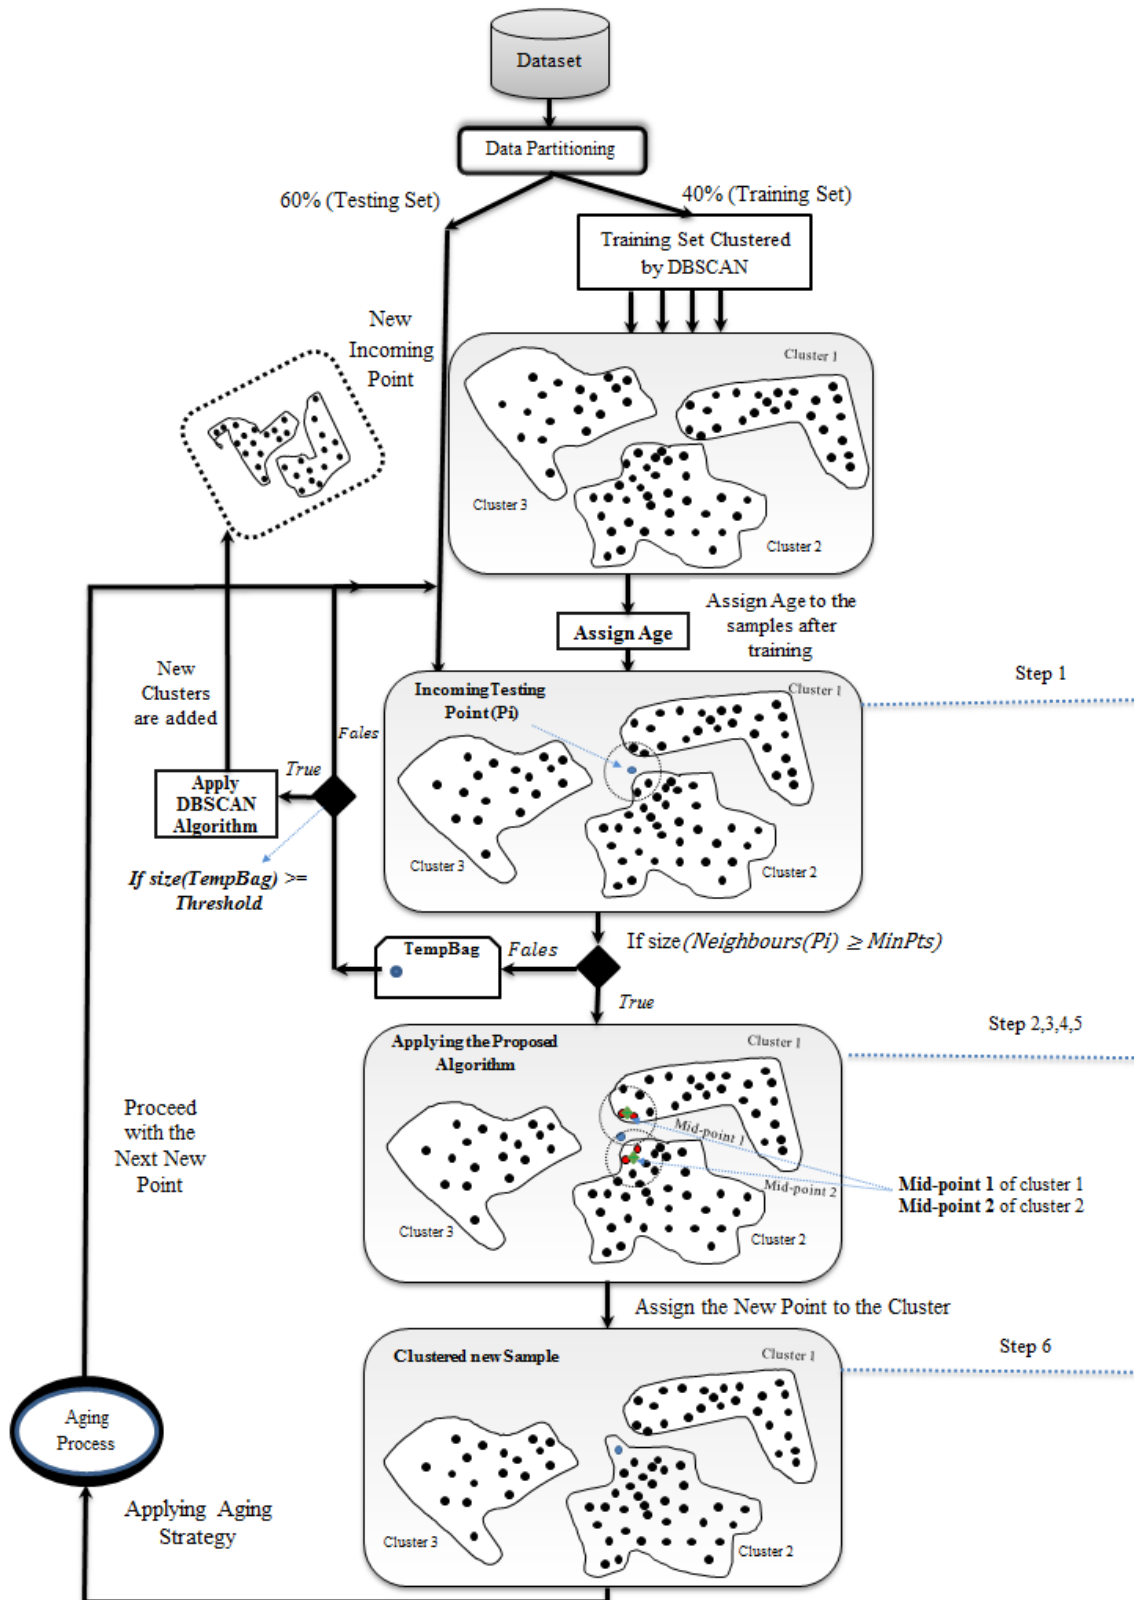 Dataset
Data Partitioning
60% (Testing Set)
40% (Training Set)
Training Set Clustered
by DBSCAN
New
Incoming
Point
Cluster 1
Cluster 3
Cluster 2
Assign Age
Assign Age to the
samples after
training
Step 1
Incoming Testing
Point (Pi)
Cluster 1
Cluster 3
Cluster 2
New
Clusters
are added
Fales
True
Apply
DBSCAN
Algorithm
If size(TempBag) >=
Threshold
If size(Neighbours(Pi) ≥ MinPts)
TempBag
Fales
True
Step 2,3,4,5
Applying the Proposed
Algorithm
Cluster 1
Mid-point 1
Mid-point 2
Cluster 3
Cluster 2
Mid-point 1 of cluster 1
Mid-point 2 of cluster 2
Proceed
with the
Next New
Point
Assign the New Point to the Cluster
Step 6
Clustered new Sample
Cluster 1
Cluster 3
Cluster 2
Aging
Process
Applying Aging
Strategy